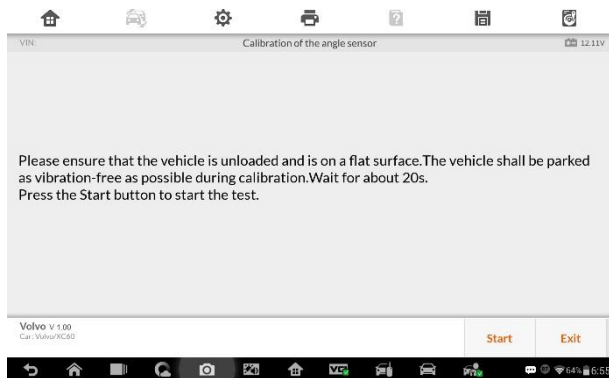 VIN:
Calibration of the angle sensor
12.11V
Please ensure that the vehicle is unloaded and is on a flat surface.The vehicle shall be parked
as vibration-free as possible during calibration.Wait for about 20s.
Press the Start button to start the test.
Volvo V 1.00
Car: Volvo/XC60
Start
Exit
64%
6:55